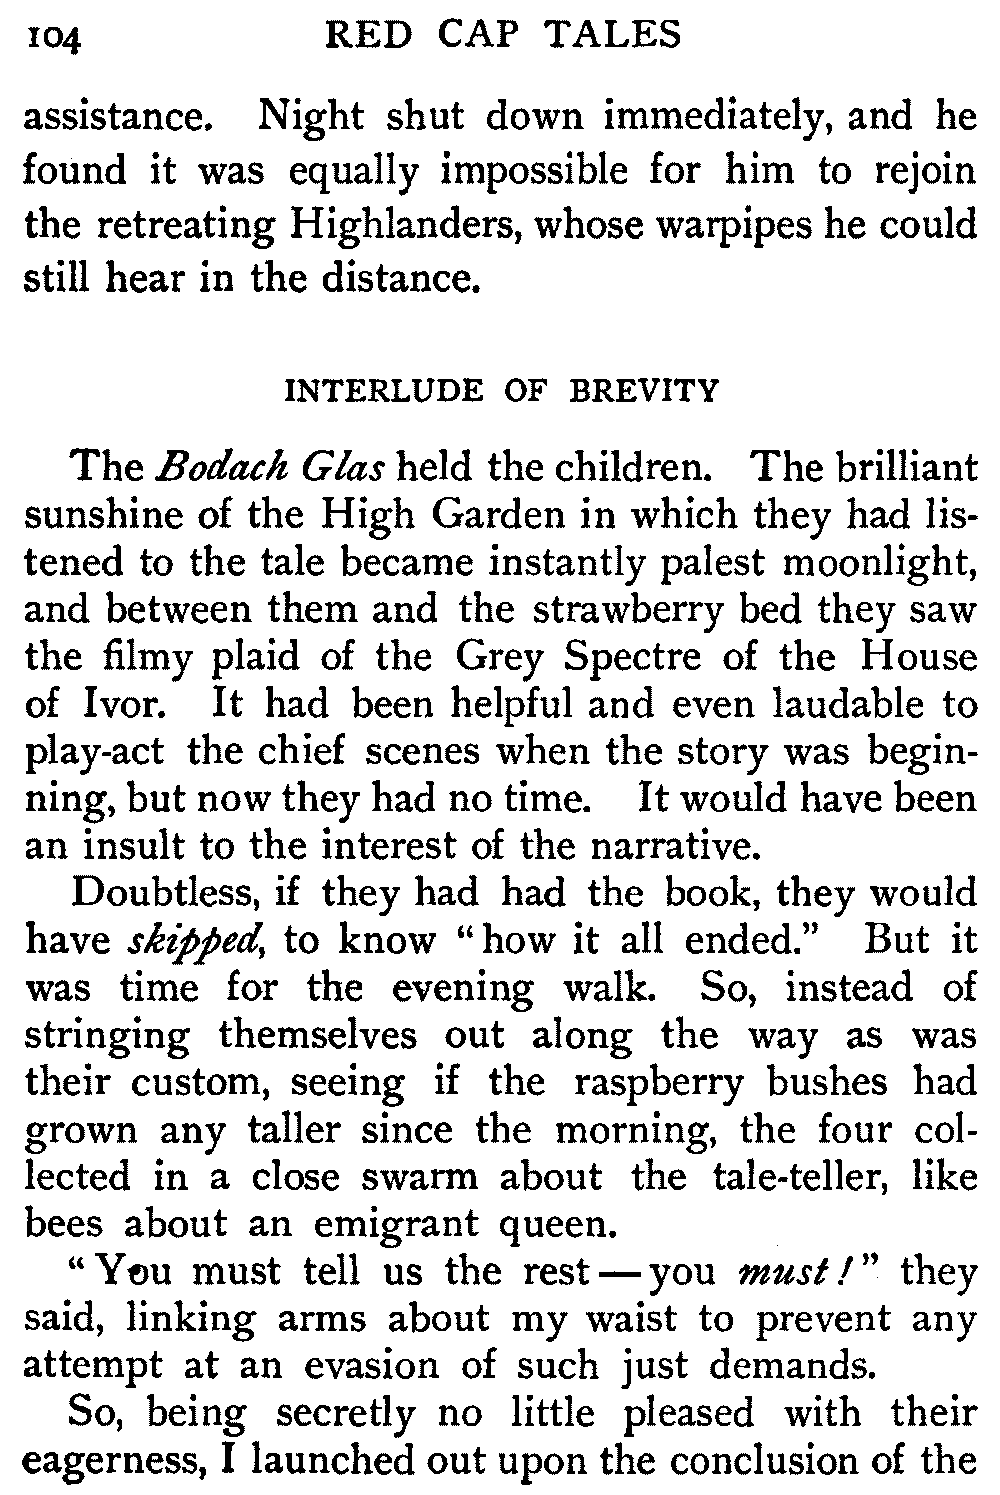 104 RED CAP TALES
assistance. Night shut down immediately, and he
found it was equally impossible for him to rejoin
the retreating Highlanders, whose warpipes he could
still hear in the distance.
INTERLUDE OF BREVITY
The Bodach Glas held the children. The brilliant
sunshine of the High Garden in which they had lis-
tened to the tale became instantly palest moonlight,
and between them and the strawberry bed they saw
the filmy plaid of the Grey Spectre of the House
of Ivor. It had been helpful and even laudable to
play-act the chief scenes when the story was begin-
ning, but now they had no time. It would have been
an insult to the interest of the narrative.
Doubtless, if they had had the book, they would
have skipped, to know “how it all ended.” But it
was time for the evening walk. So, instead of
stringing themselves out along the way as was
their custom, seeing if the raspberry bushes had
grown any taller since the morning, the four col-
lected in a close swarm about the tale-teller, like
bees about an emigrant queen.
“You must tell us the rest—you must!” they
said, linking arms about my waist to prevent any
attempt at an evasion of such just demands.
So, being secretly no little pleased with their
eagerness, I launched out upon the conclusion of the